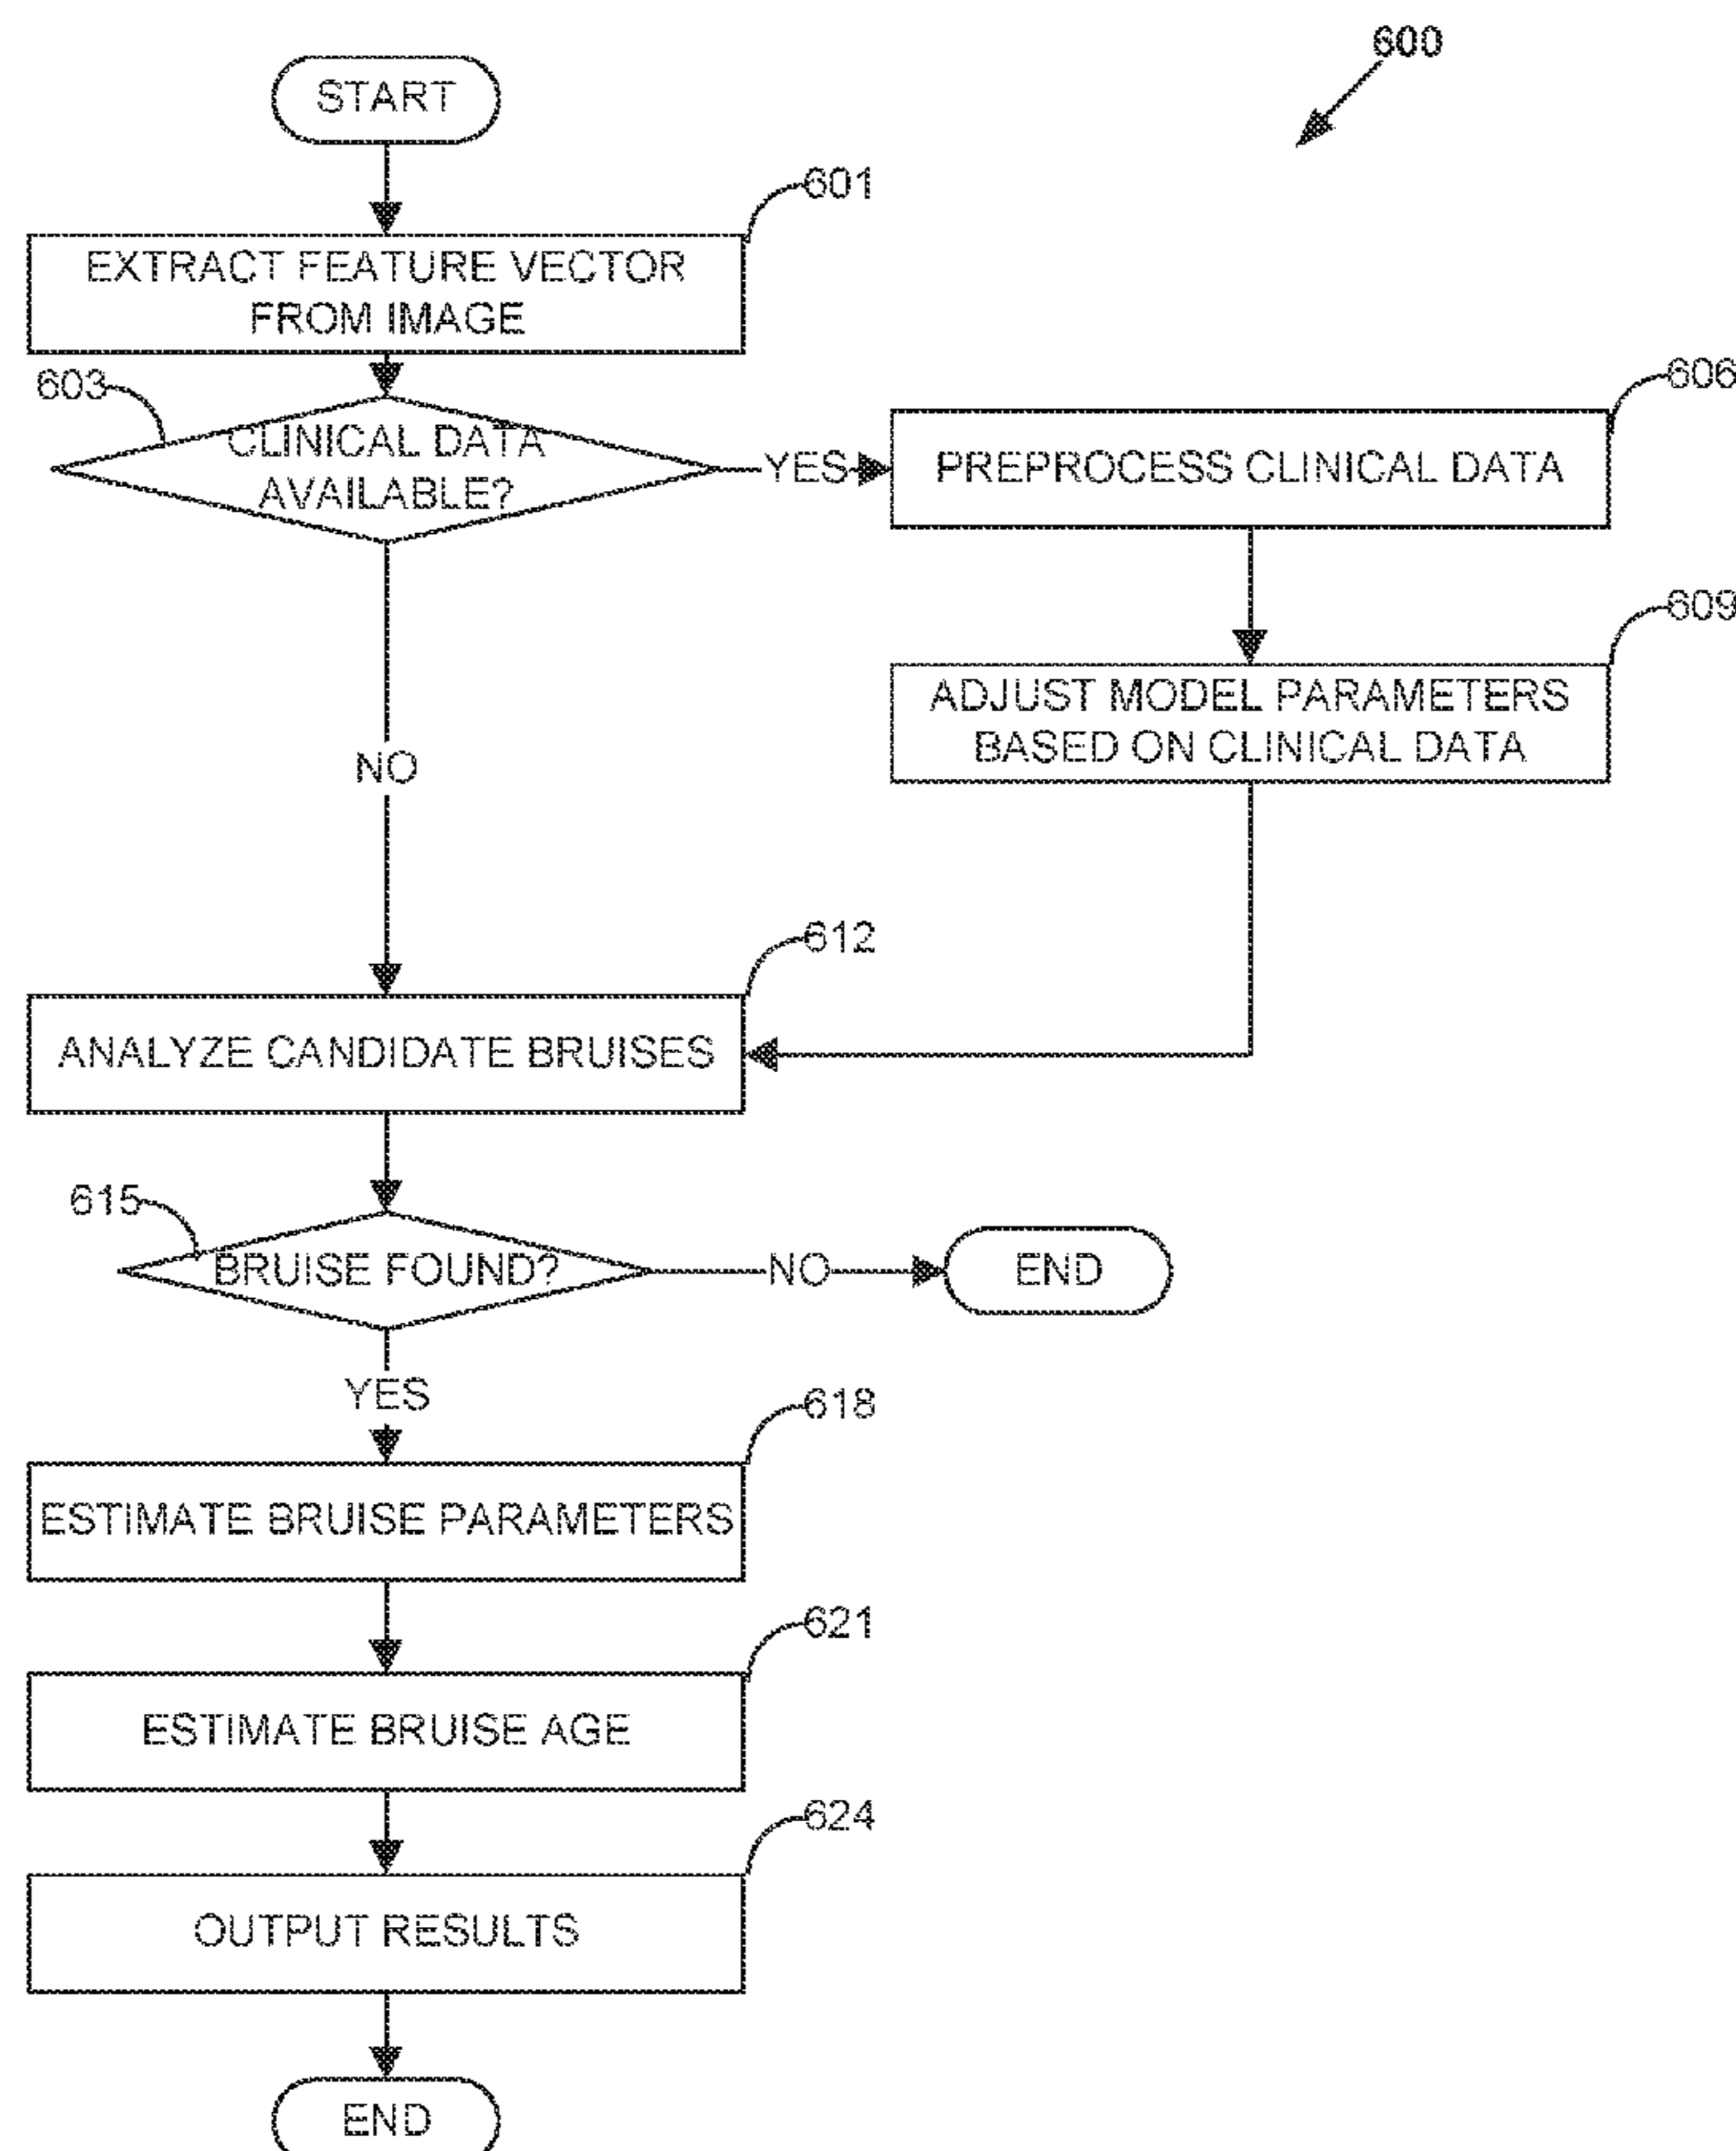 600
START
601
EXTRACT FEATURE VECTOR
FROM IMAGE
603
CLINICAL DATA
AVAILABLE?
YES
606
PREPROCESS CLINICAL DATA
609
ADJUST MODEL PARAMETERS
BASED ON CLINICAL DATA
NO
612
ANALYZE CANDIDATE BRUISES
615
BRUISE FOUND?
NO
END
YES
618
ESTIMATE BRUISE PARAMETERS
621
ESTIMATE BRUISE AGE
624
OUTPUT RESULTS
END